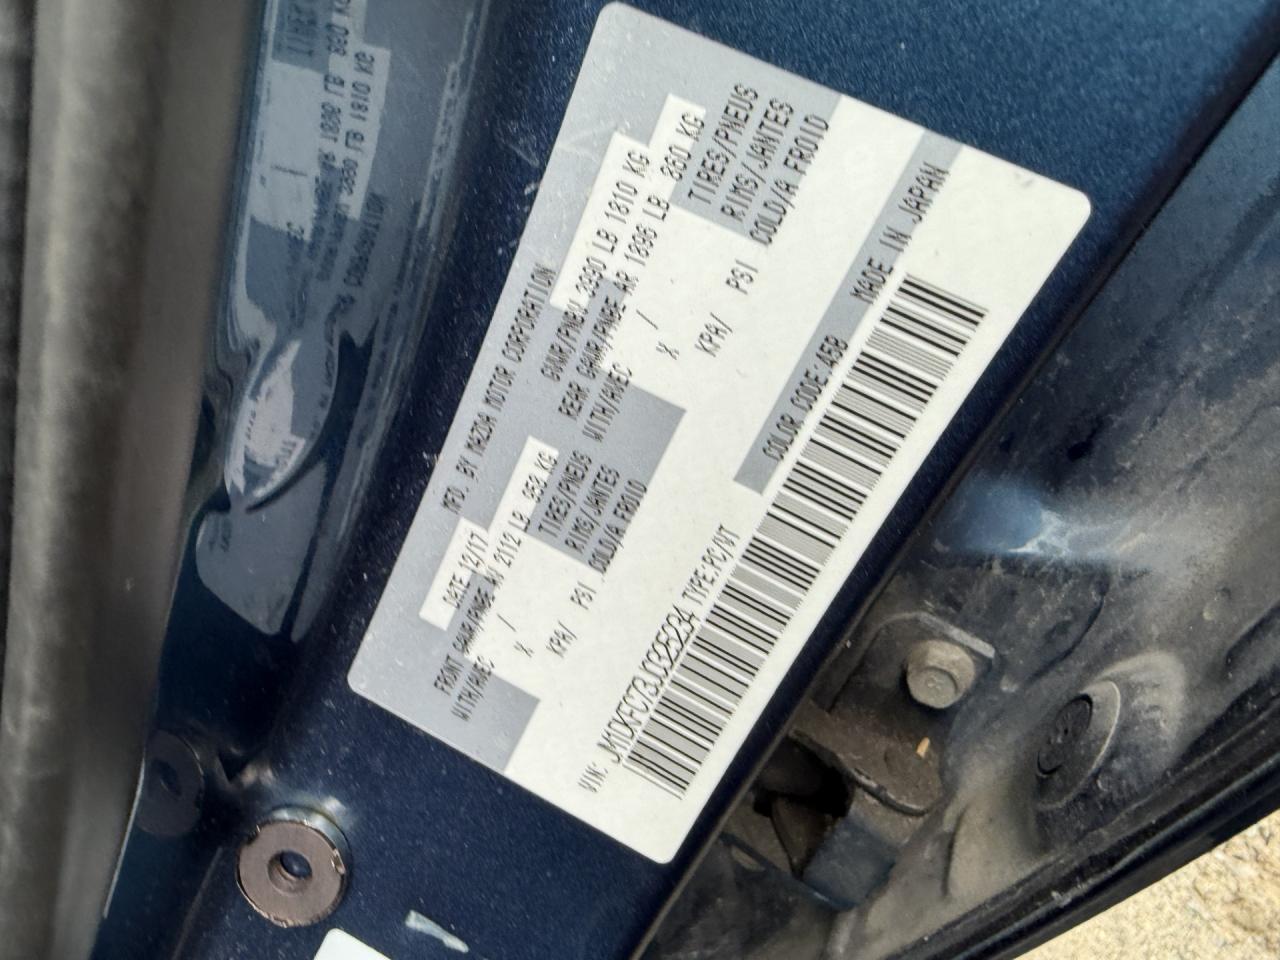 MFD. BY MAZDA MOTOR CORPORATION
DATE 12/17 GVWR/PNBV 3990 LB 1810 KG
FRONT GAWR/PNBE AV 2112 LB 958 KG REAR GAWR/PNBE AR 1896 LB 860 KG
WITH/AVEC TIRES/PNEUS WITH/AVEC TIRES/PNEUS
X / RIMS/JANTES X / RIMS/JANTES
KPA/ PSI COLD/A FROID KPA/ PSI COLD/A FROID
COLOR CODE:45B MADE IN JAPAN
VIN: TYPE:PC/VT